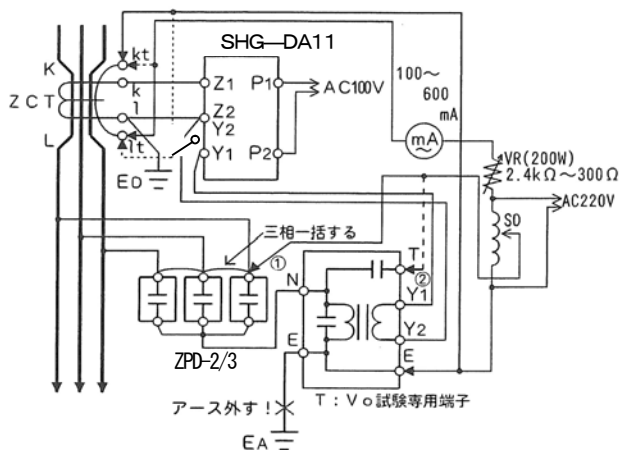 SHG—DA11
K
kt
k
Z1
P1
AC100V
100～
600
mA
ZCT
l
Z2
Y2
mA
L
lt
Y1
P2
VR(200W)
2.4kΩ～300Ω
ED
AC220V
SD
三相一括する
①
T
②
N
Y1
Y2
E
E
ZPD-2/3
アース外す！
T：Vo試験専用端子
EA